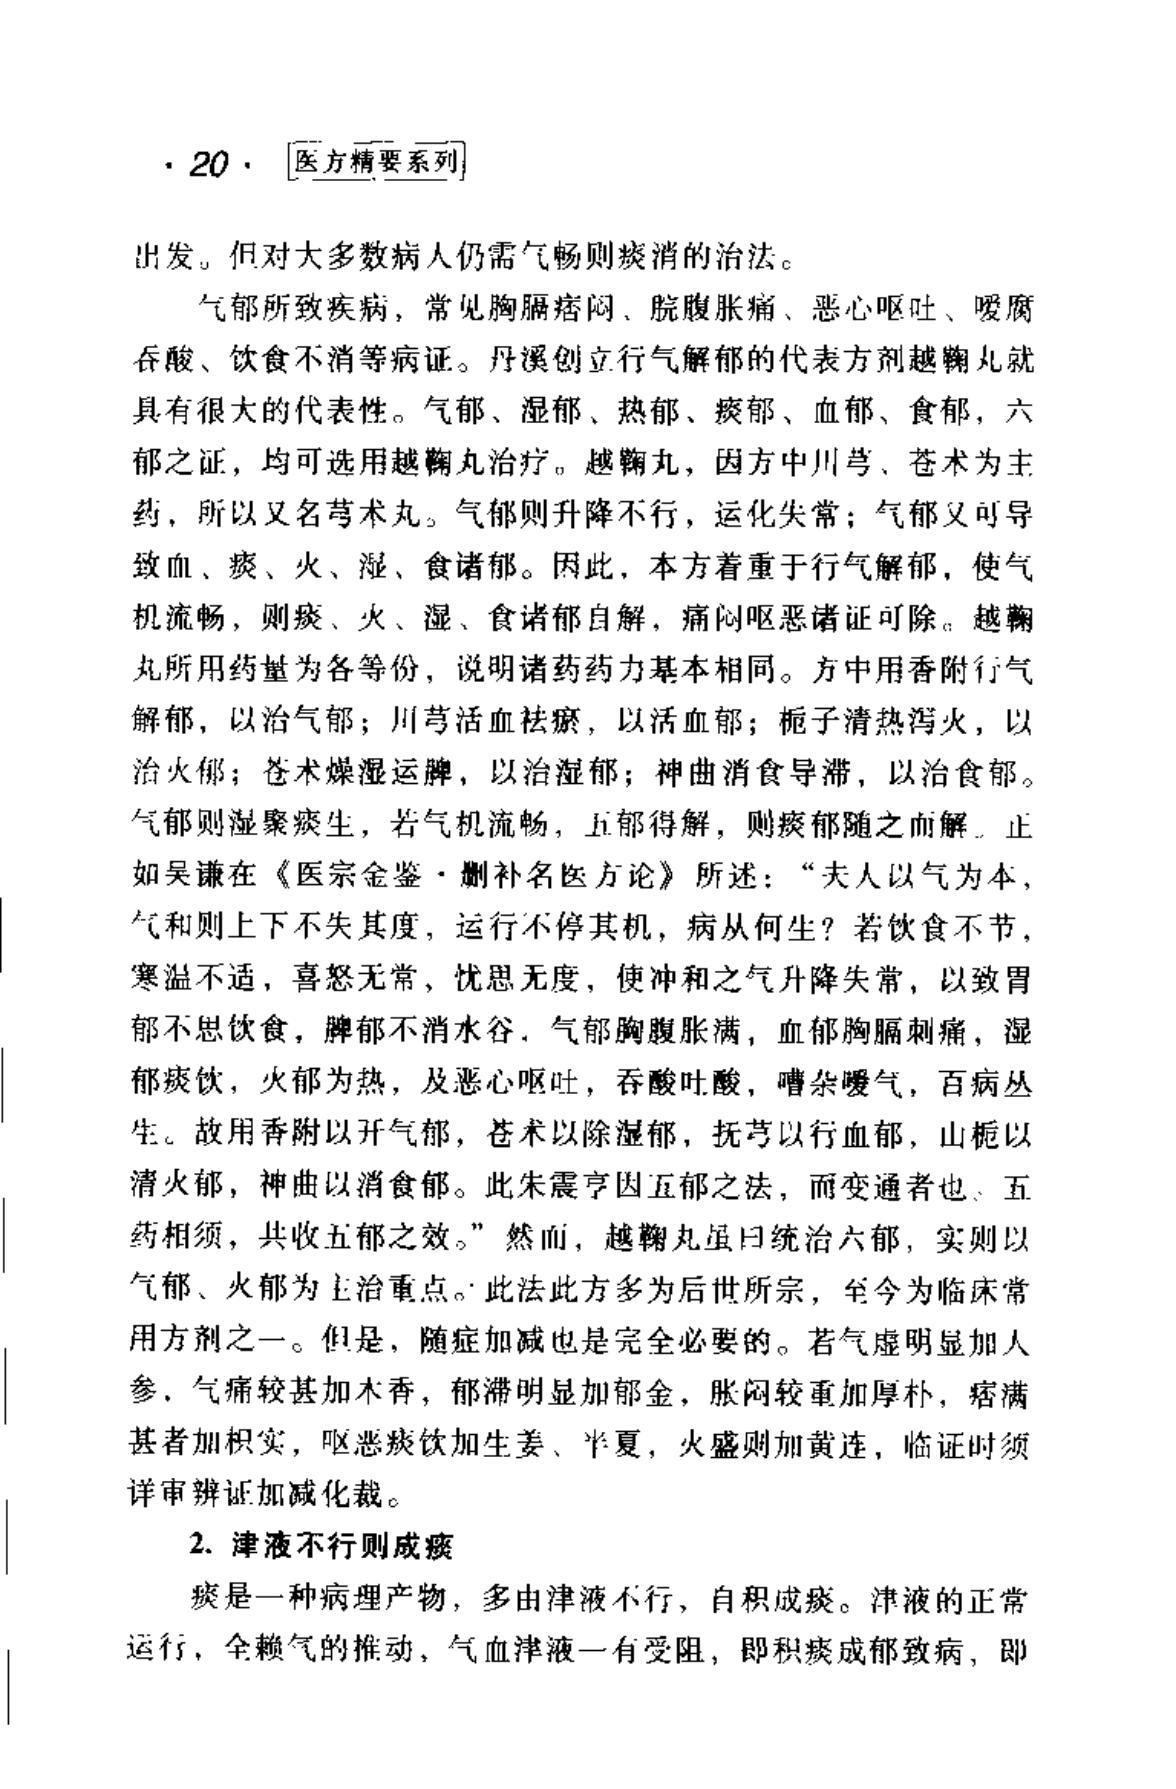 ·20· 医方精要系列
出发。但对大多数病人仍需气畅则痰消的治法。
气郁所致疾病，常见胸膈痞闷、脘腹胀痛、恶心呕吐、嗳腐
吞酸、饮食不消等病证。丹溪创立行气解郁的代表方剂越鞠丸就
具有很大的代表性。气郁、湿郁、热郁、痰郁、血郁、食郁，六
郁之证，均可选用越鞠丸治疗。越鞠丸，因方中川芎、苍术为主
药，所以又名芎术丸。气郁则升降不行，运化失常；气郁又可导
致血、痰、火、湿、食诸郁。因此，本方着重于行气解郁，使气
机流畅，则痰、火、湿、食诸郁自解，痛闷呕恶诸证可除。越鞠
丸所用药量为各等份，说明诸药药力基本相同。方中用香附行气
解郁，以治气郁；川芎活血祛瘀，以活血郁；栀子清热泻火，以
治火郁；苍术燥湿运脾，以治湿郁；神曲消食导滞，以治食郁。
气郁则湿聚痰生，若气机流畅，五郁得解，则痰郁随之而解。正
如吴谦在《医宗金鉴·删补名医方论》所述：“夫人以气为本，
气和则上下不失其度，运行不停其机，病从何生？若饮食不节，
寒温不适，喜怒无常，忧思无度，使冲和之气升降失常，以致胃
郁不思饮食，脾郁不消水谷，气郁胸腹胀满，血郁胸膈刺痛，湿
郁痰饮，火郁为热，及恶心呕吐，吞酸吐酸，嘈杂嗳气，百病丛
生。故用香附以开气郁，苍术以除湿郁，抚芎以行血郁，山栀以
清火郁，神曲以消食郁。此朱震亨因五郁之法，而变通者也。五
药相须，共收五郁之效。”然而，越鞠丸虽曰统治六郁，实则以
气郁、火郁为主治重点。此法此方多为后世所宗，至今为临床常
用方剂之一。但是，随症加减也是完全必要的。若气虚明显加人
参，气痛较甚加木香，郁滞明显加郁金，胀闷较重加厚朴，痞满
甚者加枳实，呕恶痰饮加生姜、半夏，火盛则加黄连，临证时须
详审辨证加减化裁。
2. 津液不行则成痰
痰是一种病理产物，多由津液不行，自积成痰。津液的正常
运行，全赖气的推动，气血津液一有受阻，即积痰成郁致病，即